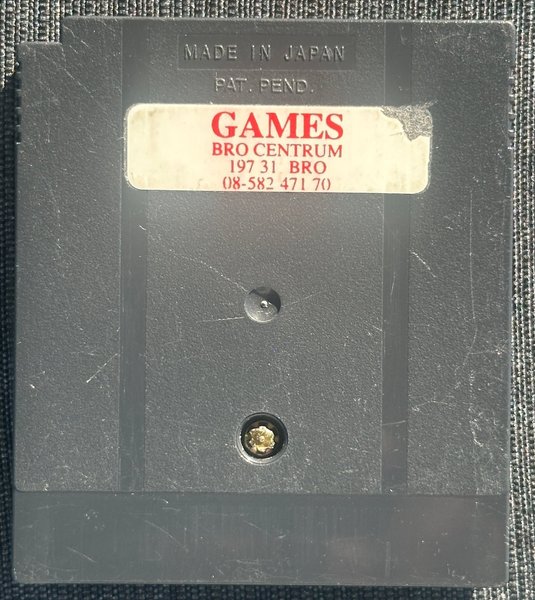 MADE IN JAPAN
PAT. PEND.
GAMES
BRO CENTRUM
197 31 BRO
08-582 471 70